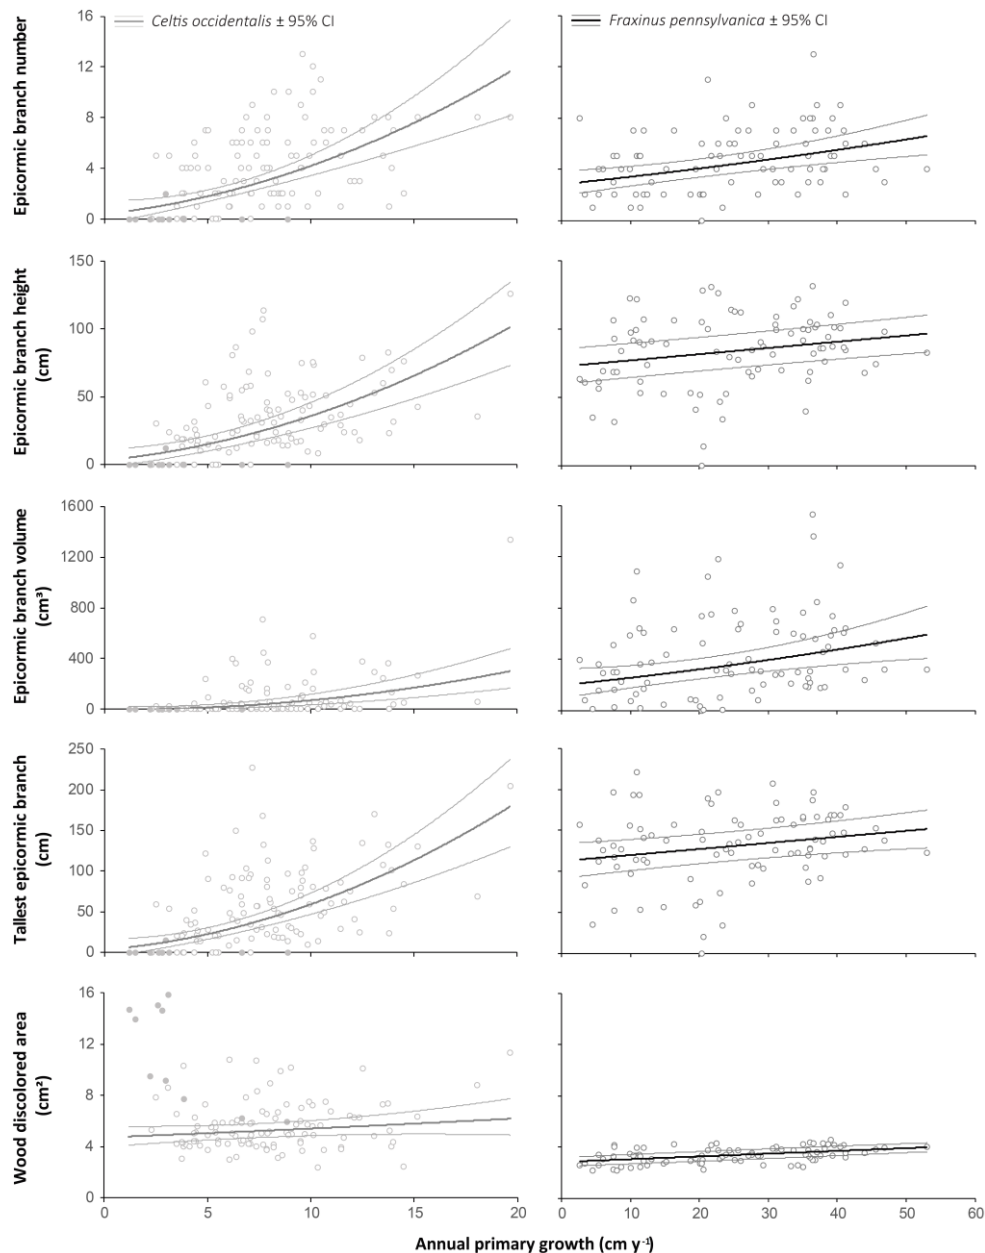 Celtis occidentalis ± 95% CI
Fraxinus pennsylvanica ± 95% CI
Epicormic branch number
16
12
8
4
0
Epicormic branch height
(cm)
150
100
50
0
Epicormic branch volume
(cm³)
1600
1200
800
400
0
Tallest epicormic branch
(cm)
250
200
150
100
50
0
Wood discolored area
(cm²)
16
12
8
4
0
0 5 10 15 20
0 10 20 30 40 50 60
Annual primary growth (cm y⁻¹)